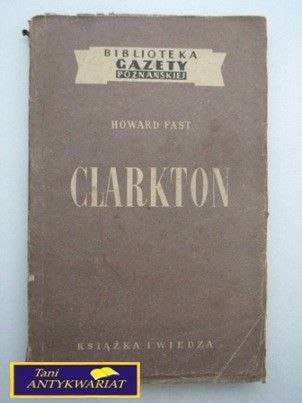 BIBLIOTEKA
GAZETY
POZNAŃSKIEJ
HOWARD FAST
CLARKTON
KSIĄŻKA I WIEDZA
Tani
ANTYKWARIAT